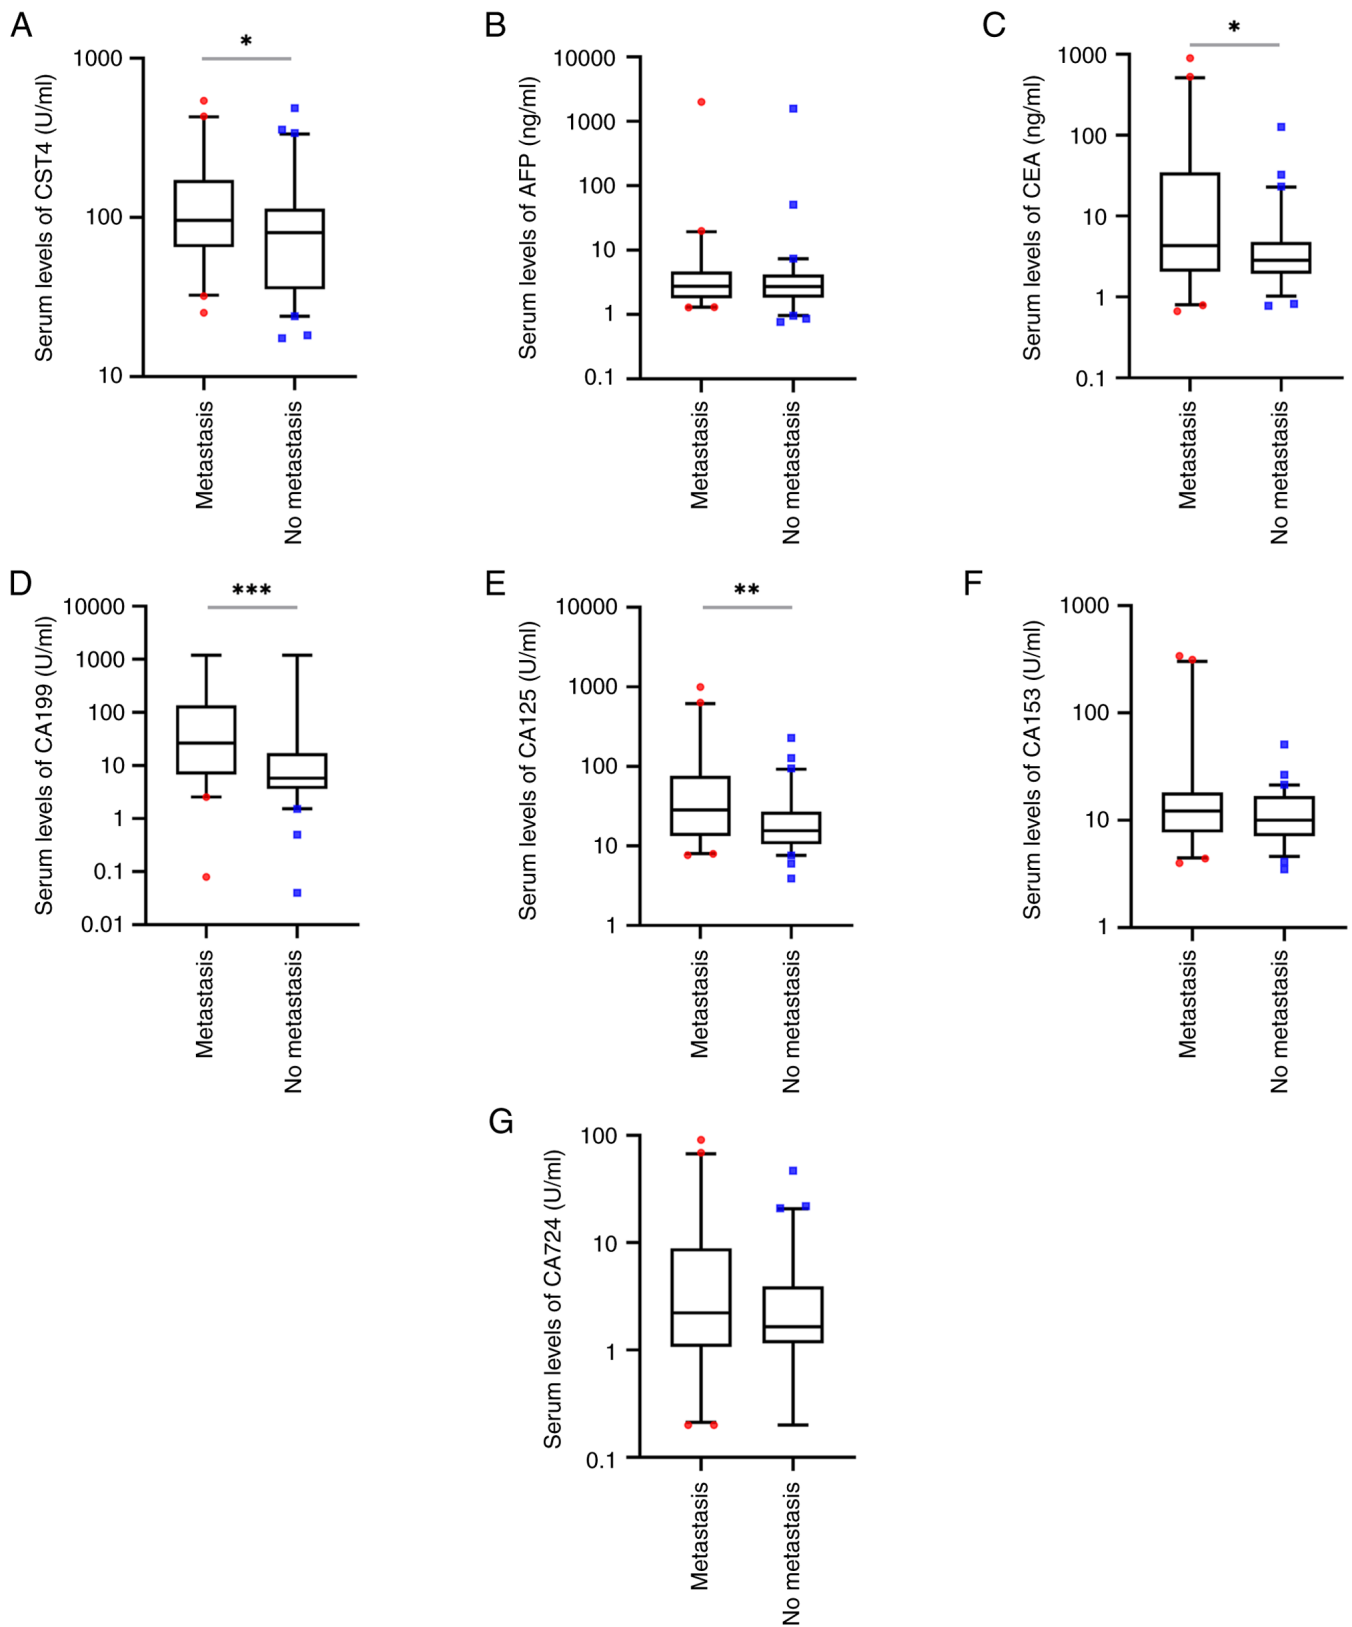 A
*
Serum levels of CST4 (U/ml)
1000
100
10
Metastasis
No metastasis
B
Serum levels of AFP (ng/ml)
10000
1000
100
10
1
0.1
Metastasis
No metastasis
C
*
Serum levels of CEA (ng/ml)
1000
100
10
1
0.1
Metastasis
No metastasis
D
***
Serum levels of CA199 (U/ml)
10000
1000
100
10
1
0.1
0.01
Metastasis
No metastasis
E
**
Serum levels of CA125 (U/ml)
10000
1000
100
10
1
Metastasis
No metastasis
F
Serum levels of CA153 (U/ml)
1000
100
10
1
Metastasis
No metastasis
G
Serum levels of CA724 (U/ml)
100
10
1
0.1
Metastasis
No metastasis